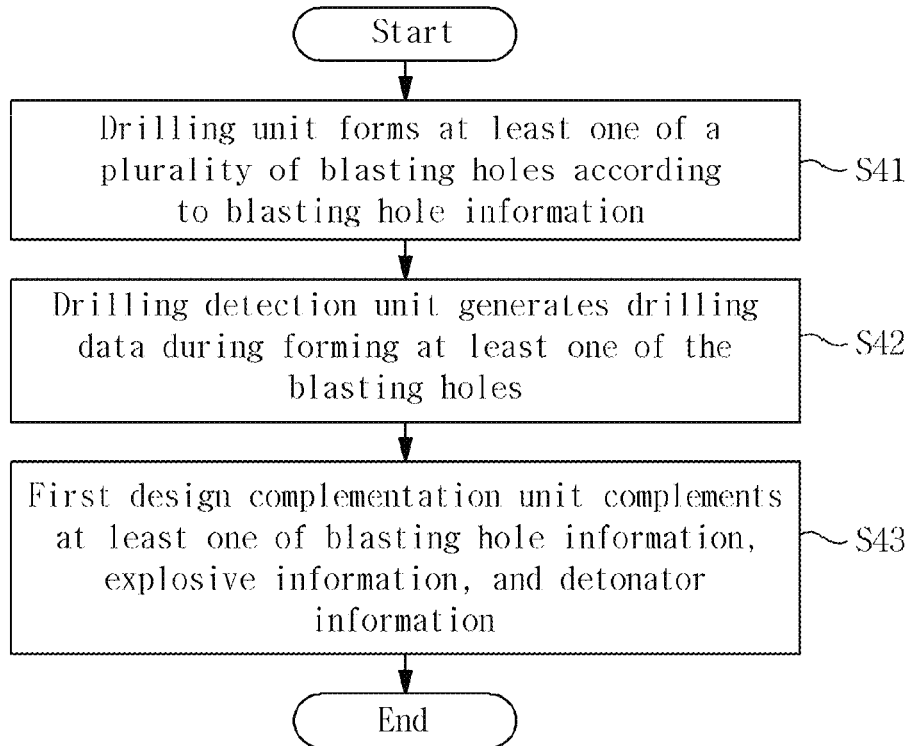 Start
Drilling unit forms at least one of a
plurality of blasting holes according
to blasting hole information
S41
Drilling detection unit generates drilling
data during forming at least one of the
blasting holes
S42
First design complementation unit complements
at least one of blasting hole information,
explosive information, and detonator
information
S43
End